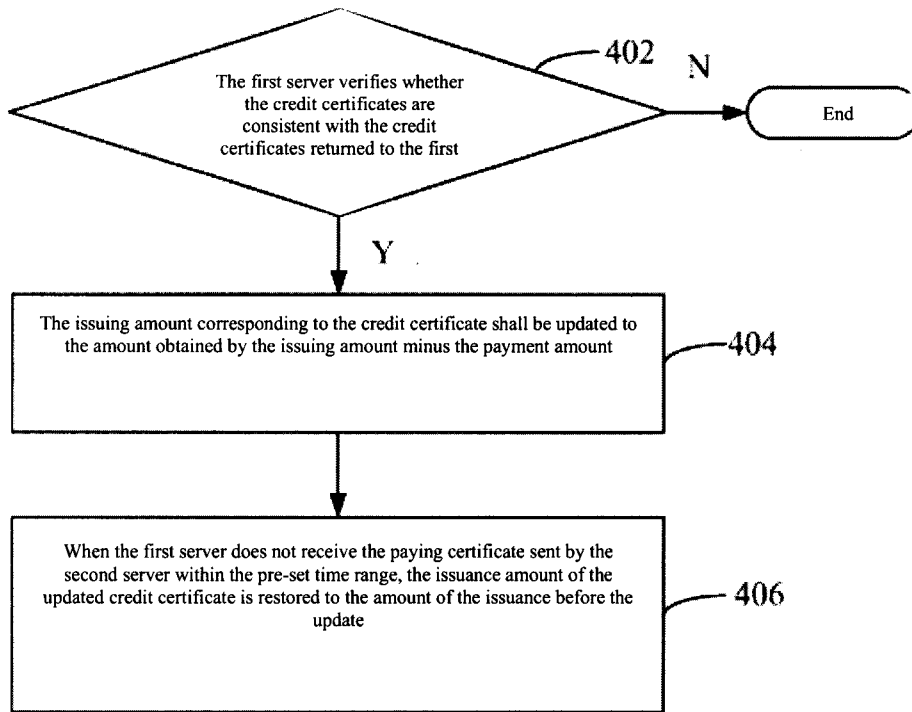 402
N
The first server verifies whether
the credit certificates are
consistent with the credit
certificates returned to the first
End
Y
The issuing amount corresponding to the credit certificate shall be updated to
the amount obtained by the issuing amount minus the payment amount
404
When the first server does not receive the paying certificate sent by the
second server within the pre-set time range, the issuance amount of the
updated credit certificate is restored to the amount of the issuance before the
update
406